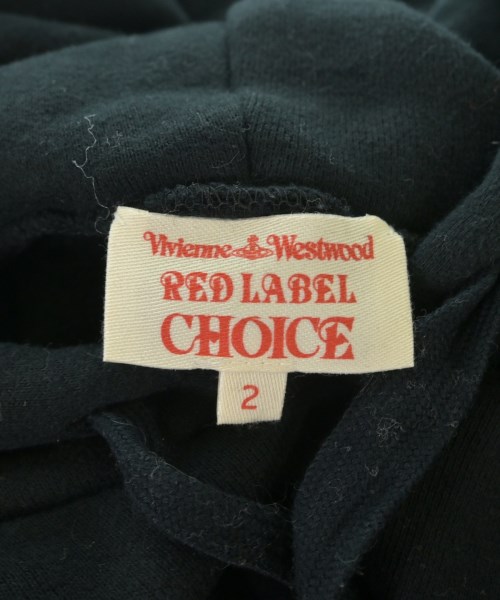 Vivienne Westwood
RED LABEL
CHOICE
2